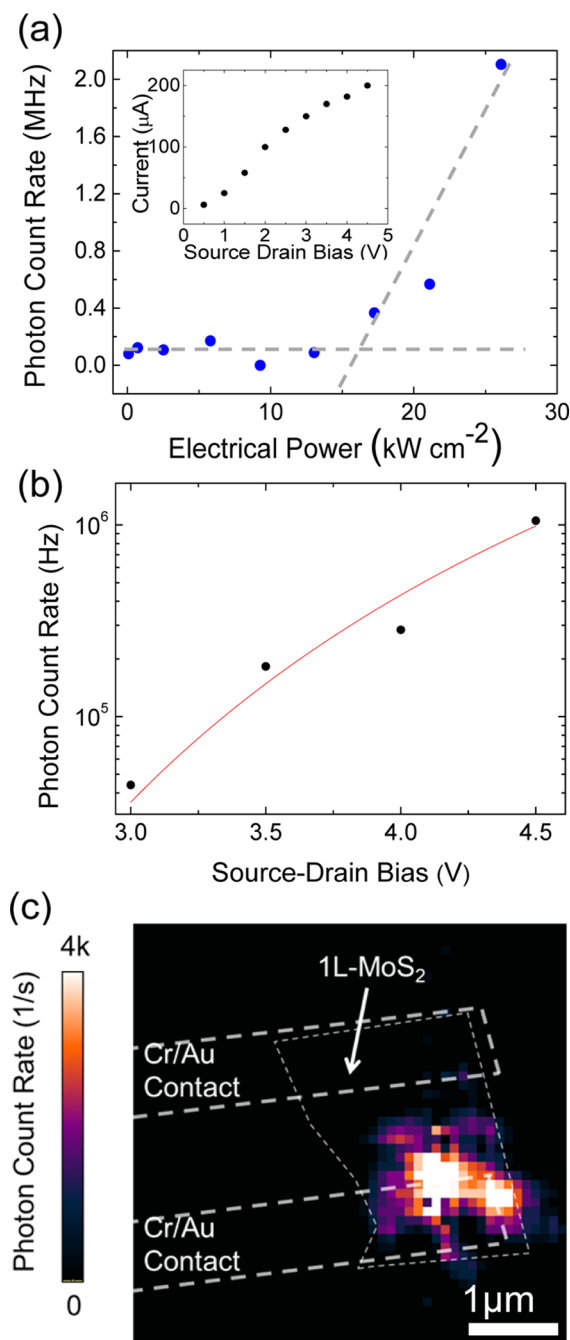 (a)
Photon Count Rate (MHz)
2.0
1.6
1.2
0.8
0.4
0.0
Current (μA)
200
100
0
0 1 2 3 4 5
Source Drain Bias (V)
0 10 20 30
Electrical Power (kW cm⁻²)
(b)
Photon Count Rate (Hz)
10⁶
10⁵
3.0 3.5 4.0 4.5
Source-Drain Bias (V)
(c)
Photon Count Rate (1/s)
4k
0
1L-MoS₂
Cr/Au
Contact
Cr/Au
Contact
1μm